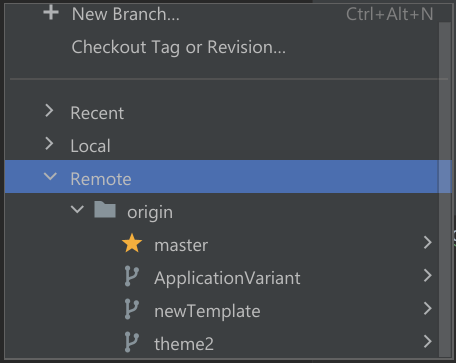 New Branch... Ctrl+Alt+N
Checkout Tag or Revision...
Recent
Local
Remote
origin
master
ApplicationVariant
newTemplate
theme2